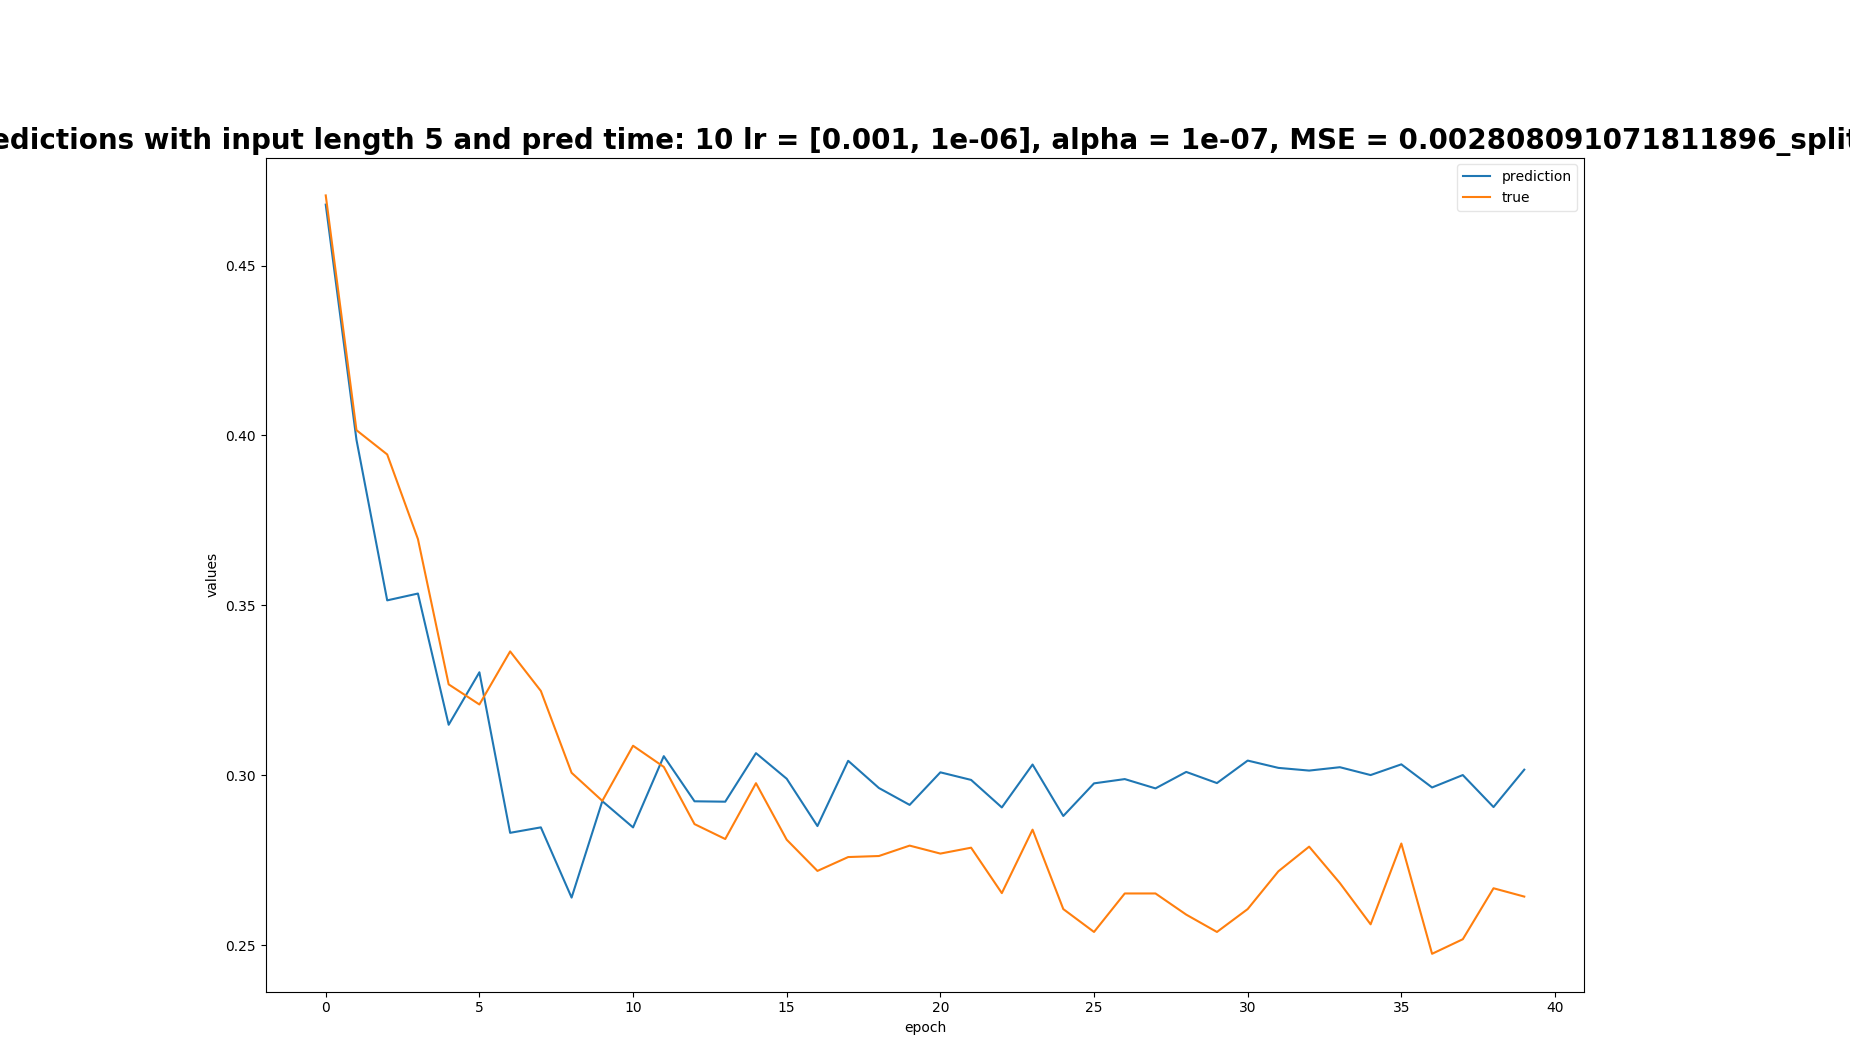 edictions with input length 5 and pred time: 10 lr = [0.001, 1e-06], alpha = 1e-07, MSE = 0.002808091071811896_split
prediction
true
values
0.45
0.40
0.35
0.30
0.25
0 5 10 15 20 25 30 35 40
epoch